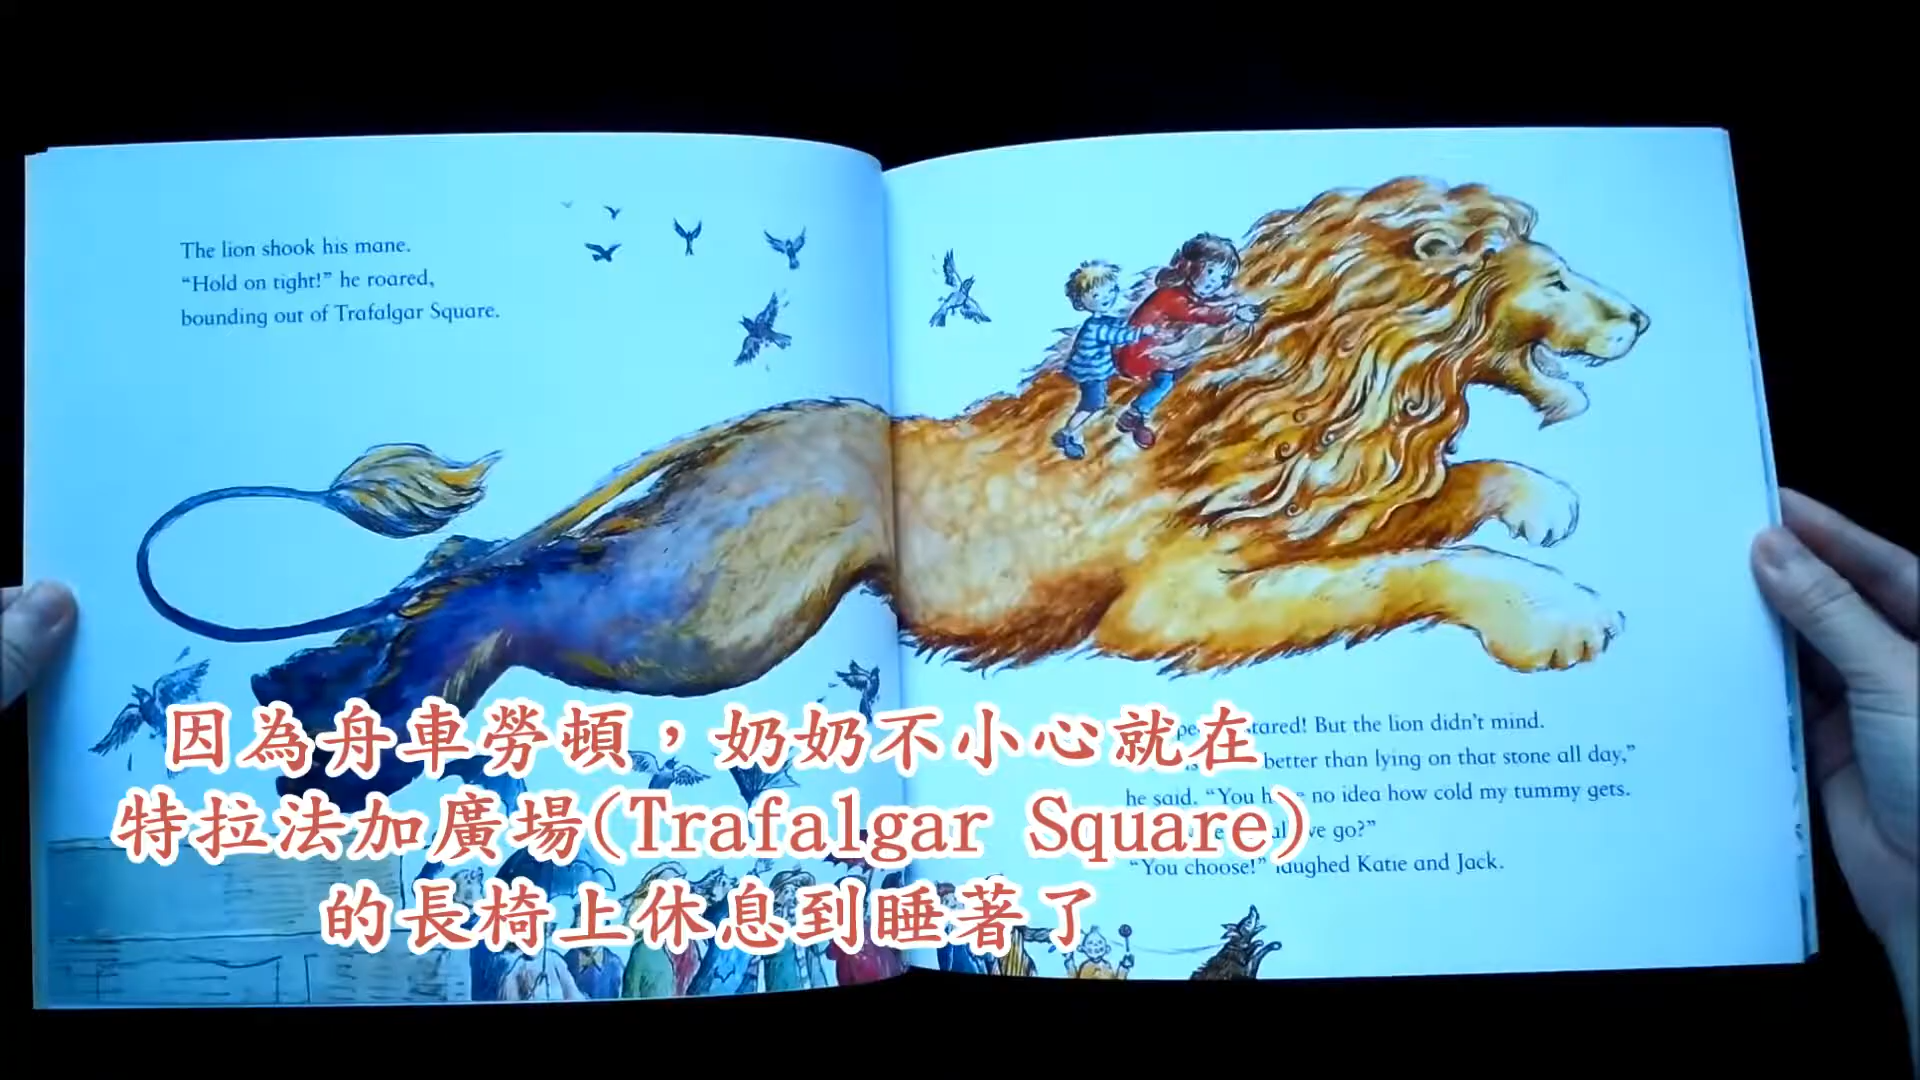 The lion shook his mane.
“Hold on tight!” he roared,
bounding out of Trafalgar Square.
tared! But the lion didn’t mind.
better than lying on that stone all day,”
he said. “You no idea how cold my tummy gets.
go?”
“You choose!” laughed Katie and Jack.
因為舟車勞頓，奶奶不小心就在
特拉法加廣場(Trafalgar Square)
的長椅上休息到睡著了